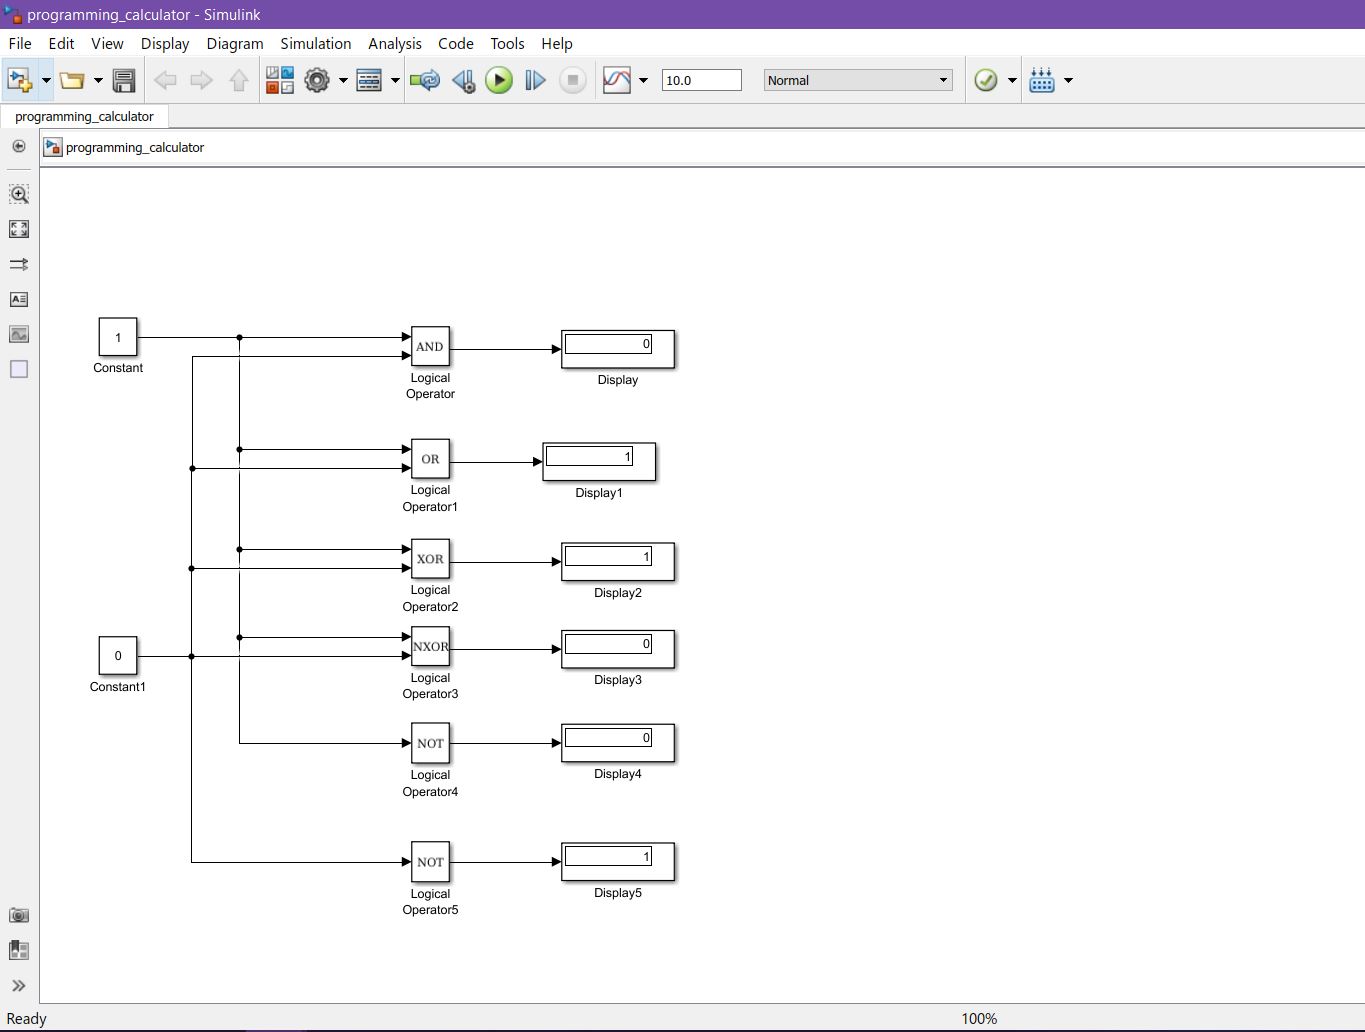 programming_calculator - Simulink
File Edit View Display Diagram Simulation Analysis Code Tools Help
10.0 Normal
programming_calculator
programming_calculator
1
Constant
AND
Logical
Operator
0
Display
OR
Logical
Operator1
1
Display1
XOR
Logical
Operator2
1
Display2
0
Constant1
NXOR
Logical
Operator3
0
Display3
NOT
Logical
Operator4
0
Display4
NOT
Logical
Operator5
1
Display5
Ready 100%